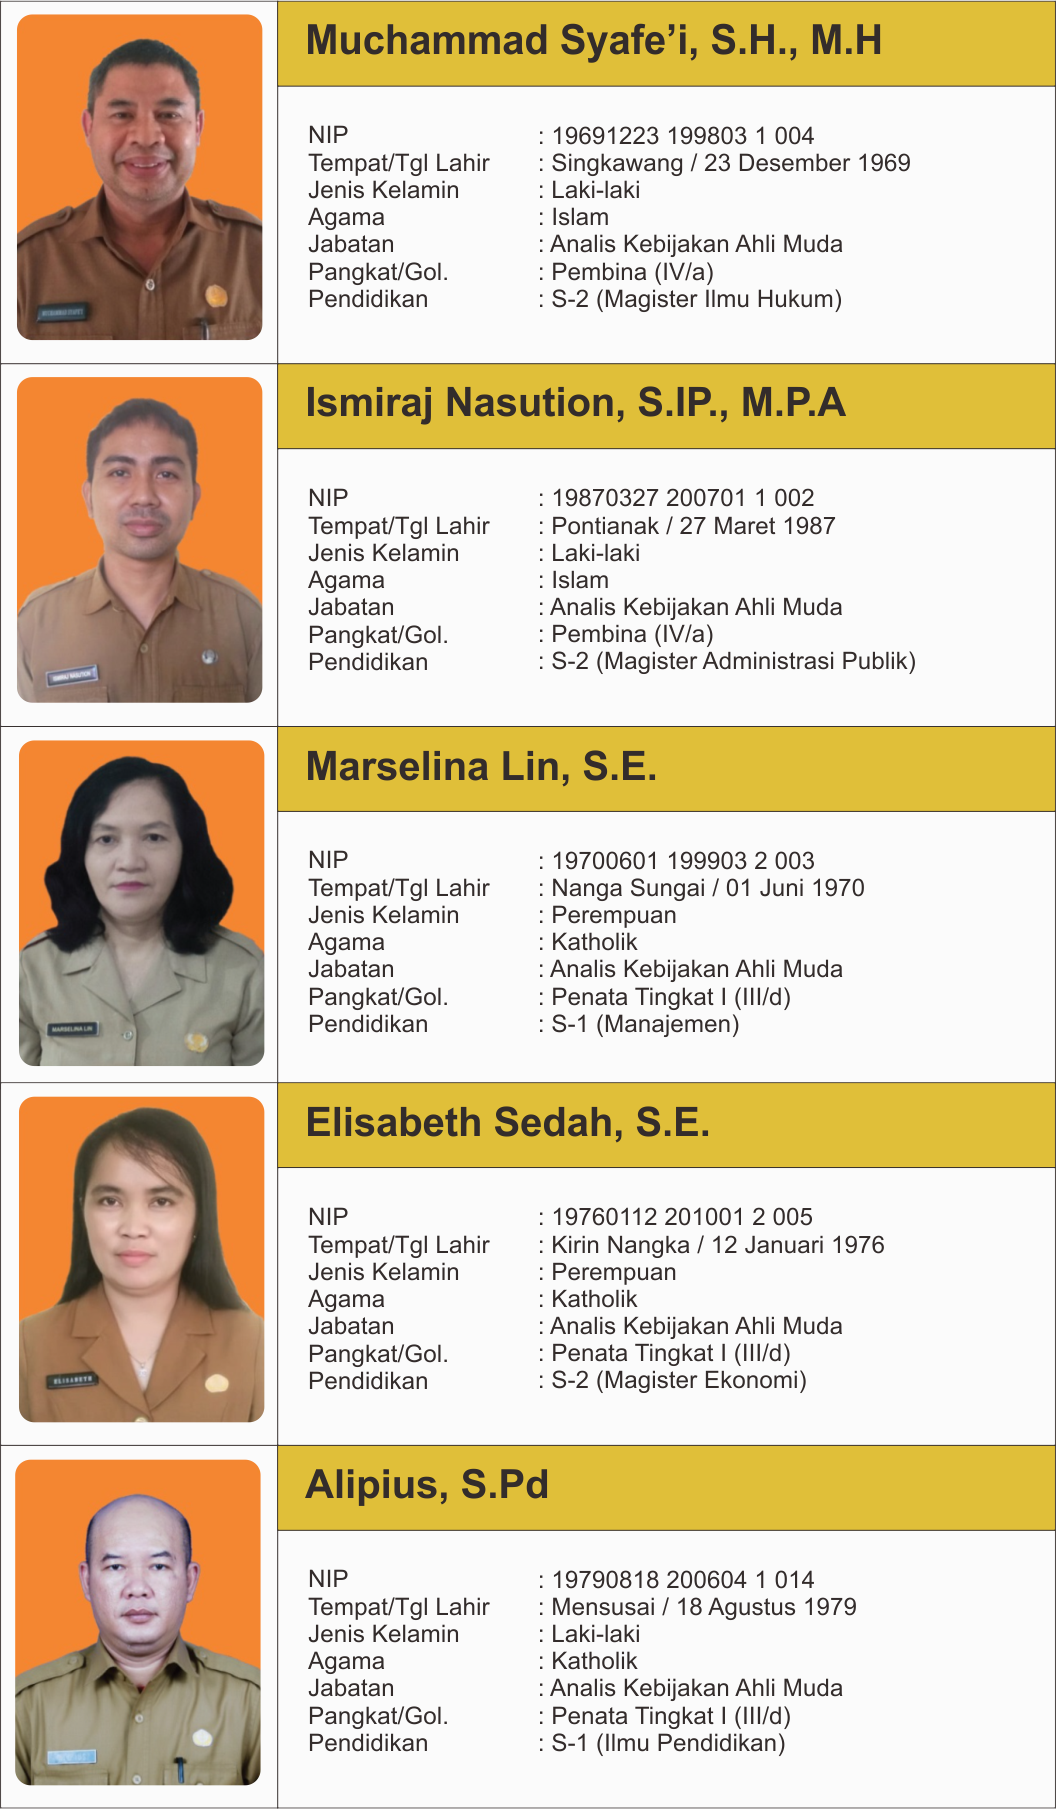 Muchammad Syafe’i, S.H., M.H
NIP : 19691223 199803 1 004
Tempat/Tgl Lahir : Singkawang / 23 Desember 1969
Jenis Kelamin : Laki-laki
Agama : Islam
Jabatan : Analis Kebijakan Ahli Muda
Pangkat/Gol. : Pembina (IV/a)
Pendidikan : S-2 (Magister Ilmu Hukum)
Ismiraj Nasution, S.IP., M.P.A
NIP : 19870327 200701 1 002
Tempat/Tgl Lahir : Pontianak / 27 Maret 1987
Jenis Kelamin : Laki-laki
Agama : Islam
Jabatan : Analis Kebijakan Ahli Muda
Pangkat/Gol. : Pembina (IV/a)
Pendidikan : S-2 (Magister Administrasi Publik)
MARSELINA LIN
Marselina Lin, S.E.
NIP : 19700601 199903 2 003
Tempat/Tgl Lahir : Nanga Sungai / 01 Juni 1970
Jenis Kelamin : Perempuan
Agama : Katholik
Jabatan : Analis Kebijakan Ahli Muda
Pangkat/Gol. : Penata Tingkat I (III/d)
Pendidikan : S-1 (Manajemen)
ELISABETH
Elisabeth Sedah, S.E.
NIP : 19760112 201001 2 005
Tempat/Tgl Lahir : Kirin Nangka / 12 Januari 1976
Jenis Kelamin : Perempuan
Agama : Katholik
Jabatan : Analis Kebijakan Ahli Muda
Pangkat/Gol. : Penata Tingkat I (III/d)
Pendidikan : S-2 (Magister Ekonomi)
Alipius, S.Pd
NIP : 19790818 200604 1 014
Tempat/Tgl Lahir : Mensusai / 18 Agustus 1979
Jenis Kelamin : Laki-laki
Agama : Katholik
Jabatan : Analis Kebijakan Ahli Muda
Pangkat/Gol. : Penata Tingkat I (III/d)
Pendidikan : S-1 (Ilmu Pendidikan)